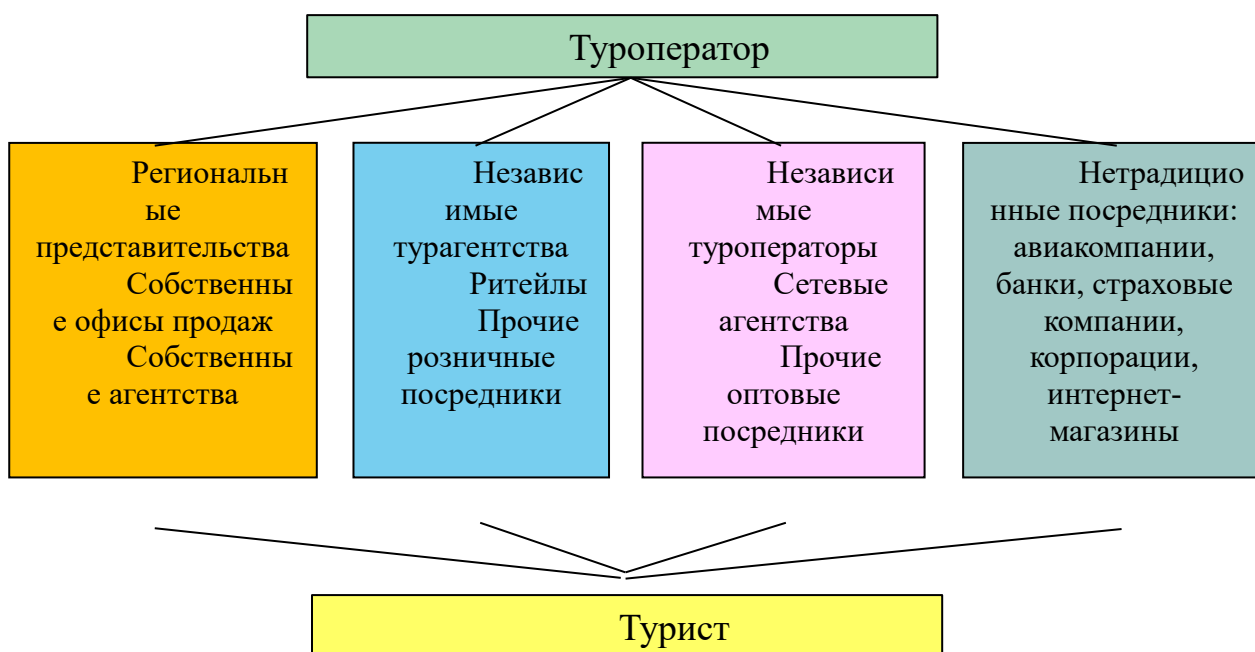 Туроператор
Региональн
ые
представительства
Собственны
е офисы продаж
Собственны
е агентства
Независ
имые
турагентства
Ритейлы
Прочие
розничные
посредники
Независи
мые
туроператоры
Сетевые
агентства
Прочие
оптовые
посредники
Нетрадицио
нные посредники:
авиакомпании,
банки, страховые
компании,
корпорации,
интернет-
магазины
Турист